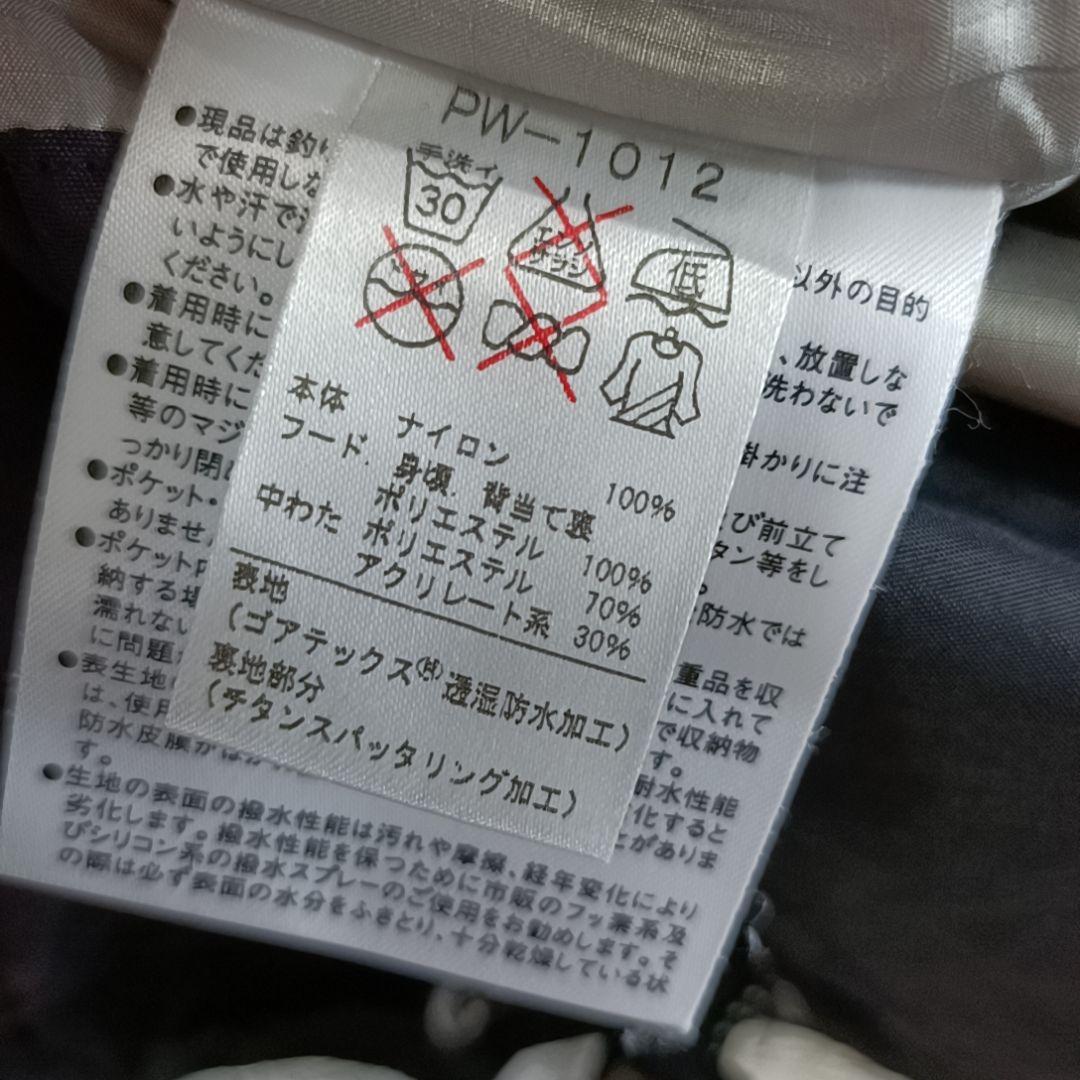 PW-1012
手洗イ
30
エンソ
サラシ
低
ドライ
本体 ナイロン 100%
フード、身頃、背当て裏
ポリエステル 100%
中わた ポリエステル 70%
アクリレート系 30%
表地
(ゴアテックス(R)透湿防水加工)
裏地部分
(チタンスパッタリング加工)
●現品は釣り
以外の目的
で使用しな
●水や汗で
、放置しな
いようにし
洗わないで
ください。
●着用時に
掛かりに注
意してくだ
●着用時に
び前立て
等のマジ
タン等をし
っかり閉
●ポケット・
防水では
ありませ
●ポケット内
重品を収
納する場
に入れて
濡れない
で収納物
に問題
す。
●表生地
耐水性能
は、使用
化すると
防水皮膜が
とがありま
す。
●生地の表面の撥水性能は汚れや摩擦、経年変化により
劣化します。撥水性能を保つために市販のフッ素系及
びシリコン系の撥水スプレーのご使用をお勧めします。そ
の際は必ず表面の水分をふきとり、十分乾燥している状